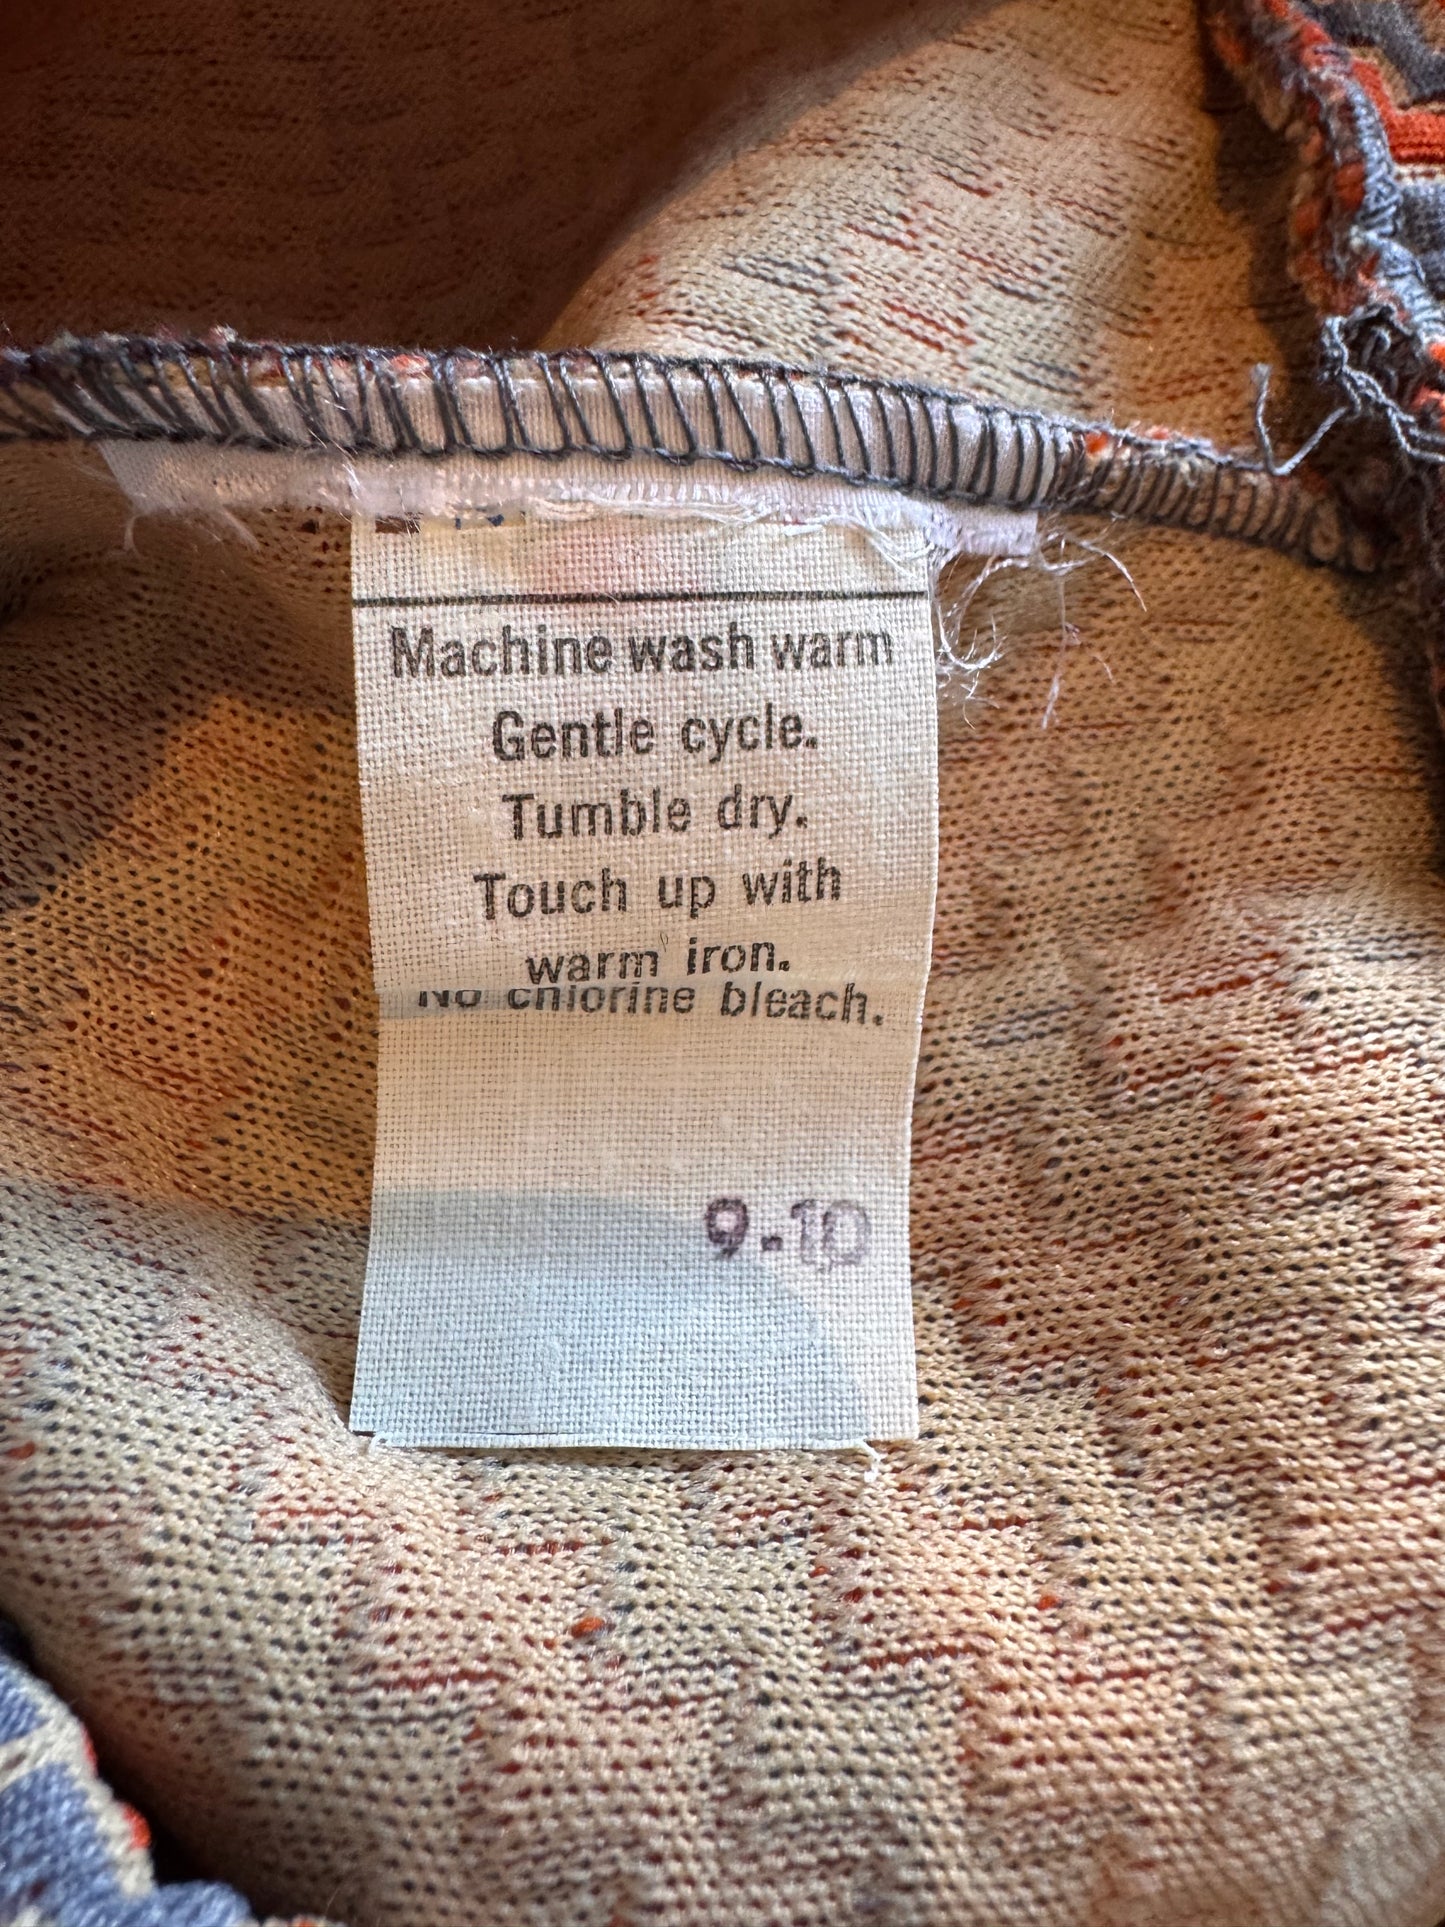 Machine wash warm
Gentle cycle.
Tumble dry.
Touch up with
warm iron.
No chlorine bleach.
9-10